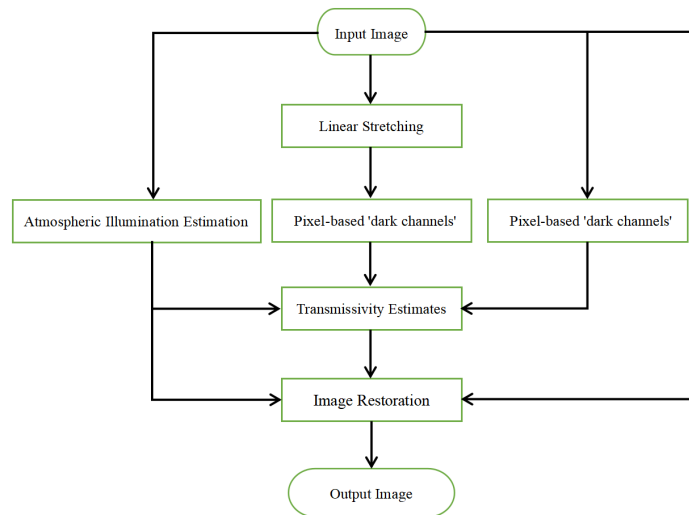 Input Image
Linear Stretching
Atmospheric Illumination Estimation
Pixel-based 'dark channels'
Pixel-based 'dark channels'
Transmissivity Estimates
Image Restoration
Output Image